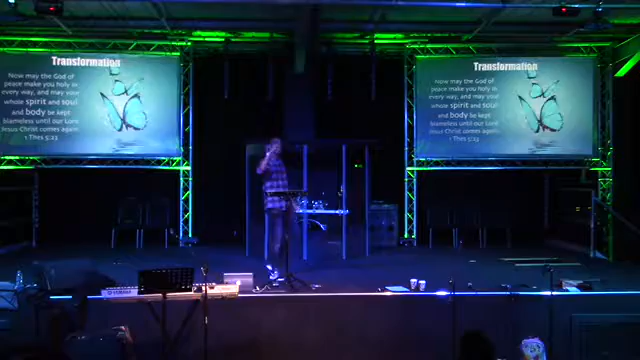 Transformation
Now may the God of
peace make you holy in
every way, and may your
whole spirit and soul
and body be kept
blameless until our Lord
Jesus Christ comes again.
1 Thes 5:23
Transformation
Now may the God of
peace make you holy in
every way, and may your
whole spirit and soul
and body be kept
blameless until our Lord
Jesus Christ comes again.
1 Thes 5:23
YAMAHA